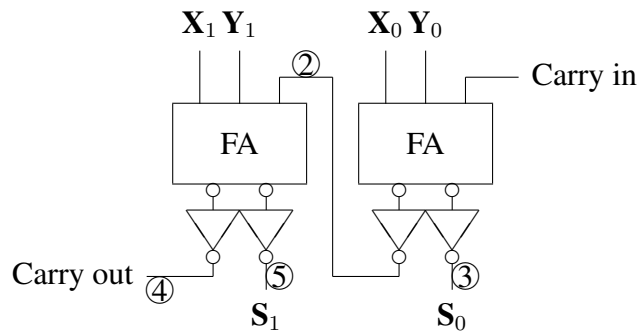 X1 Y1 X0 Y0
② Carry in
FA FA
Carry out ④ ⑤ ③
S1 S0